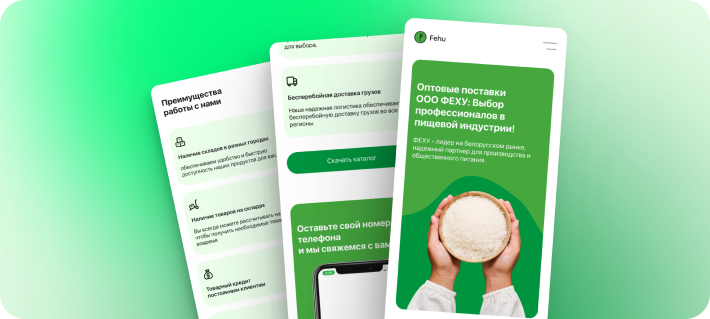 Преимущества
работы с нами
Наличие складов в разных городах
обеспечиваем удобство и быструю
доступность наших продуктов для вас
Наличие товаров на складах
Вы всегда можете рассчитывать на
чтобы получить необходимые
вовремя
Товарный кредит
постоянным клиентам
для выбора.
Бесперебойная доставка грузов
Наша надежная логистика обеспечивает
бесперебойную доставку грузов во все
регионы
Скачать каталог
Оставьте свой номер
телефона
и мы свяжемся с вами
Fehu
Оптовые поставки
ООО ФЕХУ: Выбор
профессионалов в
пищевой индустрии!
ФЕХУ - лидер на белорусском рынке,
надежный партнер для производства и
общественного питания.